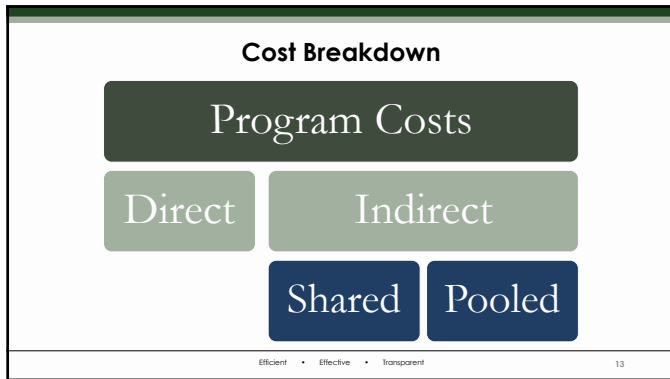 Cost Breakdown
Program Costs
Direct Indirect
Shared Pooled
Efficient • Effective • Transparent 13